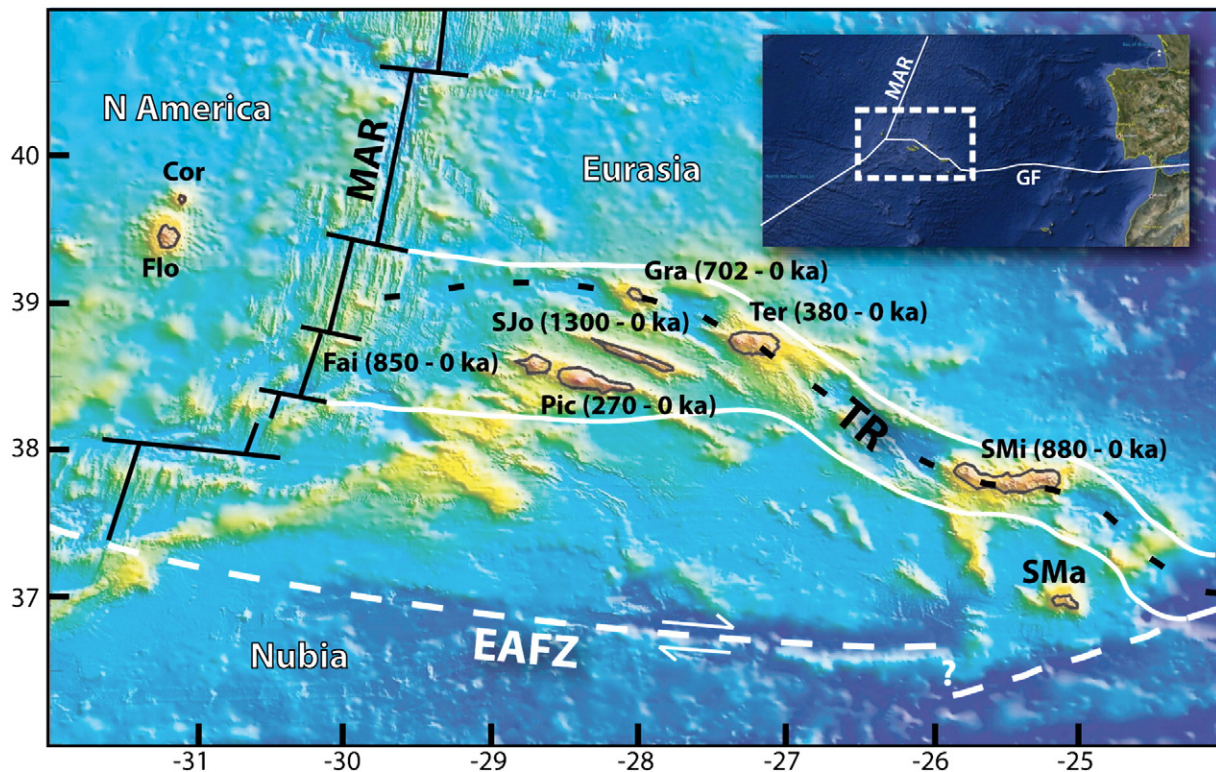 N America
Cor
Flo
MAR
Eurasia
MAR
GF
Gra (702 - 0 ka)
Ter (380 - 0 ka)
SJo (1300 - 0 ka)
Fai (850 - 0 ka)
Pic (270 - 0 ka)
TR
SMi (880 - 0 ka)
SMa
EAFZ
?
Nubia
40
39
38
37
-31
-30
-29
-28
-27
-26
-25